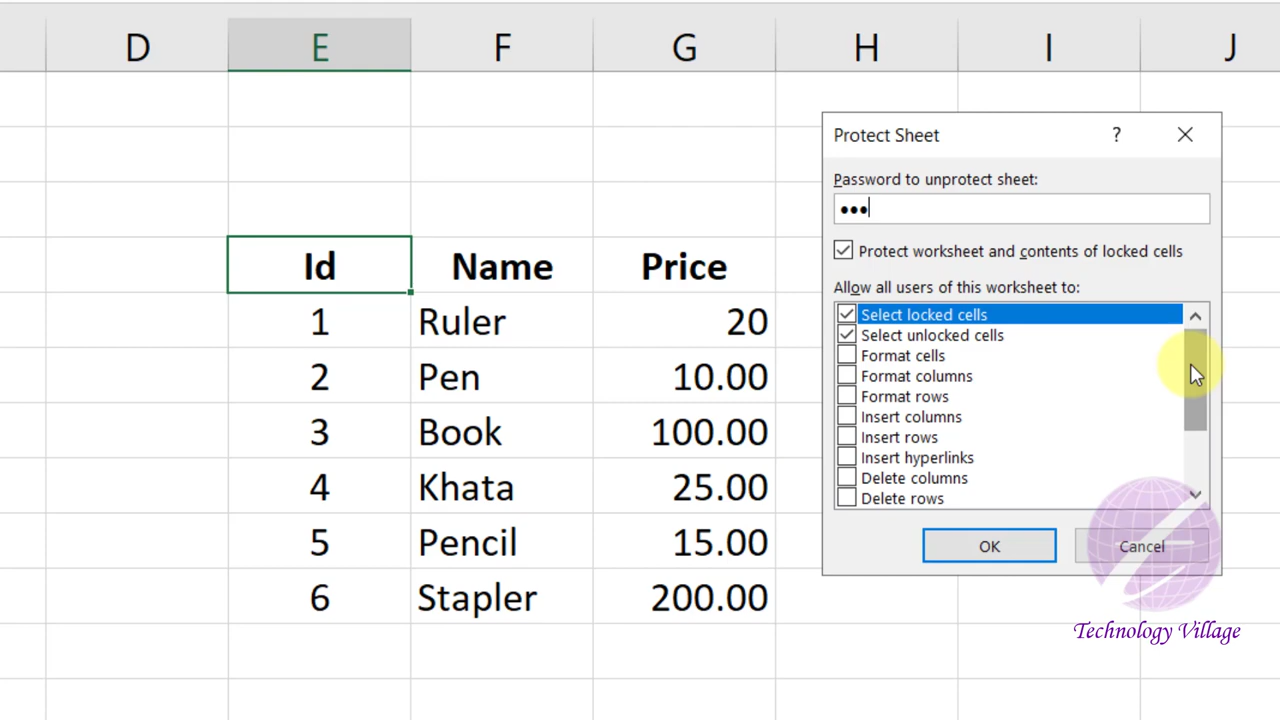 D E F G H I J
Protect Sheet ?
Password to unprotect sheet:
•••
Protect worksheet and contents of locked cells
Allow all users of this worksheet to:
Select locked cells
Select unlocked cells
Format cells
Format columns
Format rows
Insert columns
Insert rows
Insert hyperlinks
Delete columns
Delete rows
OK Cancel
Id Name Price
1 Ruler 20
2 Pen 10.00
3 Book 100.00
4 Khata 25.00
5 Pencil 15.00
6 Stapler 200.00
Technology Village